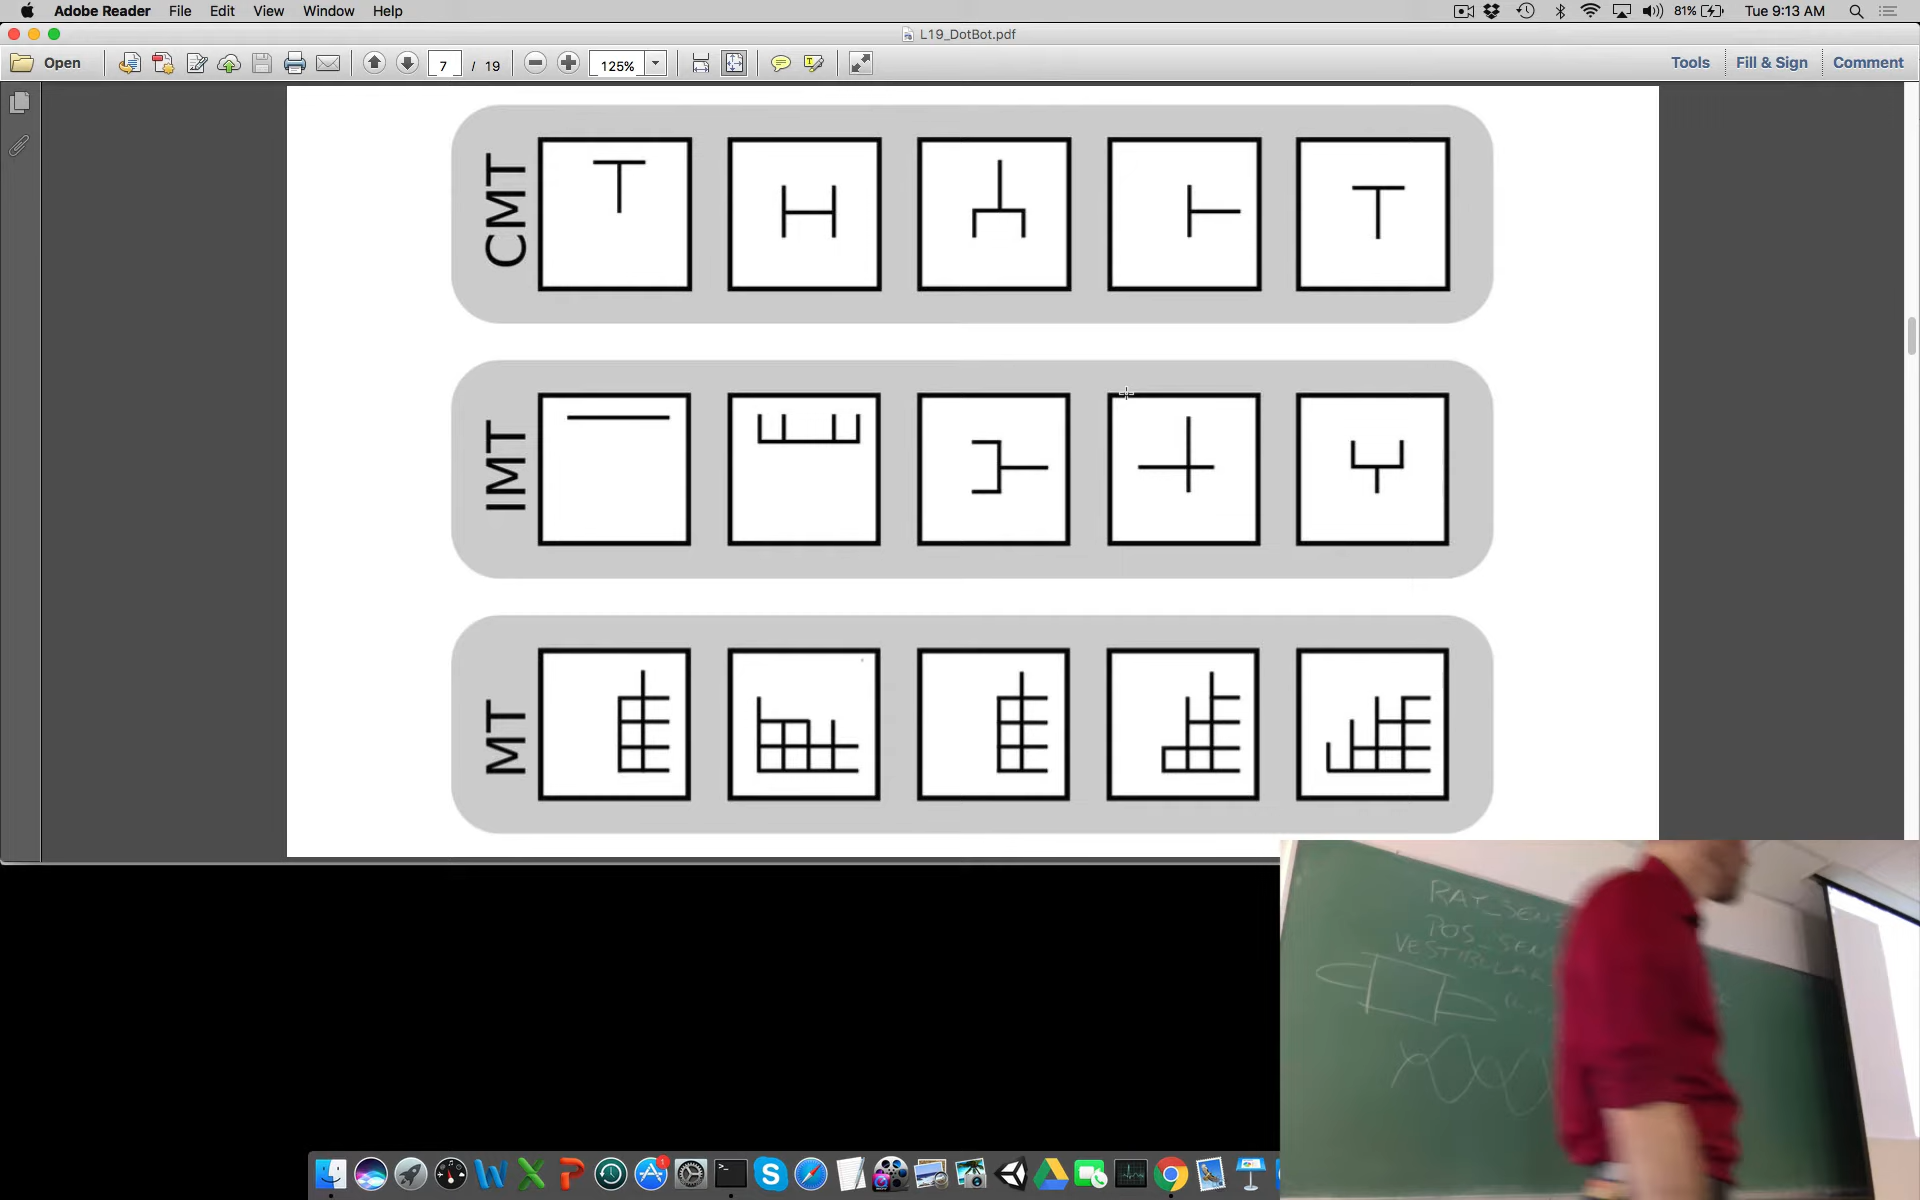 Adobe Reader File Edit View Window Help 81% Tue 9:13 AM
L19_DotBot.pdf
Open 7 / 19 125% Tools Fill & Sign Comment
CMT
IMT
MT
RAY_SENS
POS_SEN
VESTIBULAR